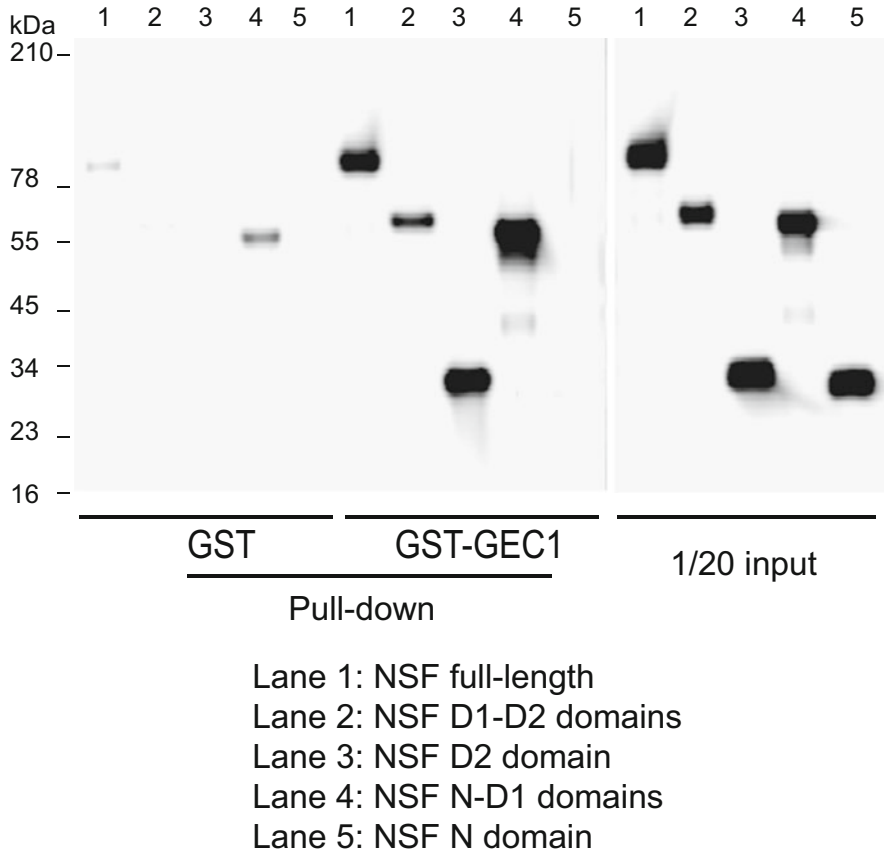 kDa
1 2 3 4 5 1 2 3 4 5 1 2 3 4 5
210
78
55
45
34
23
16
GST GST-GEC1 1/20 input
Pull-down
Lane 1: NSF full-length
Lane 2: NSF D1-D2 domains
Lane 3: NSF D2 domain
Lane 4: NSF N-D1 domains
Lane 5: NSF N domain